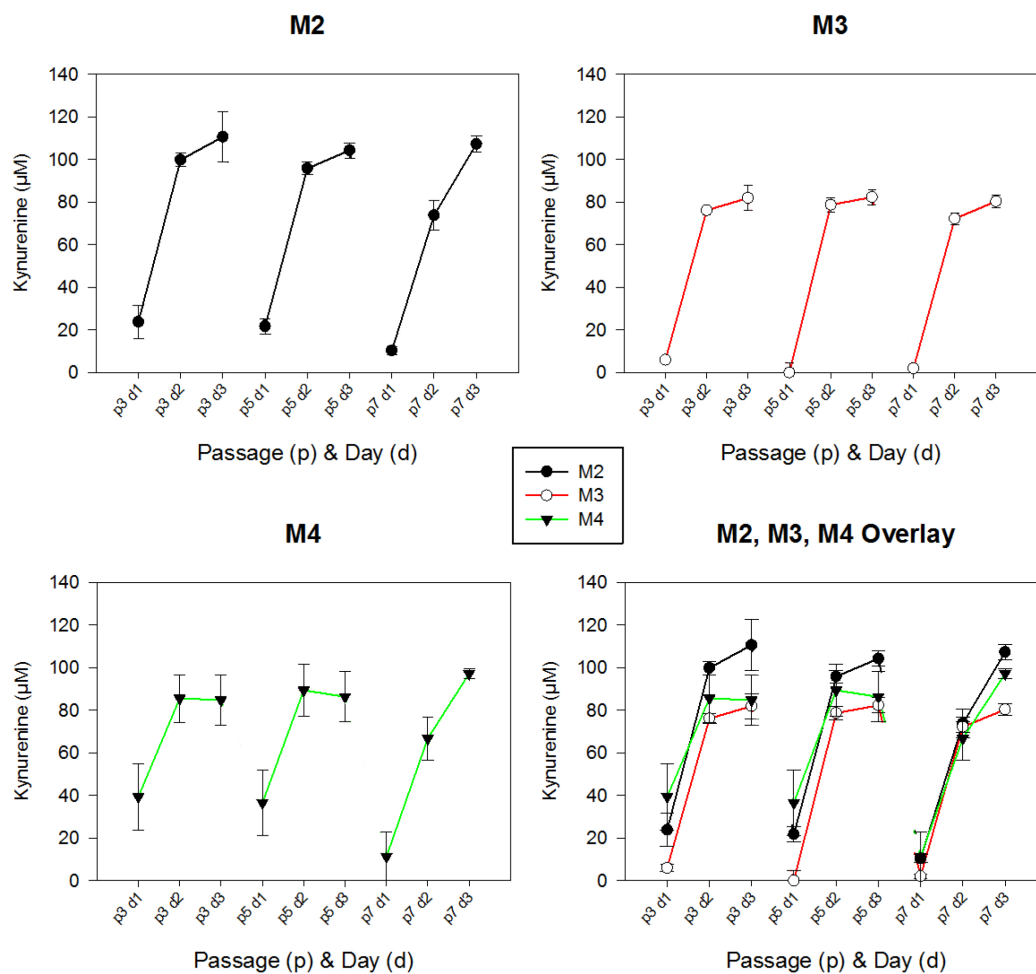 M2
140
120
100
80
60
40
20
0
Kynurenine (µM)
p3 d1
p3 d2
p3 d3
p5 d1
p5 d2
p5 d3
p7 d1
p7 d2
p7 d3
Passage (p) & Day (d)
M3
140
120
100
80
60
40
20
0
Kynurenine (µM)
p3 d1
p3 d2
p3 d3
p5 d1
p5 d2
p5 d3
p7 d1
p7 d2
p7 d3
Passage (p) & Day (d)
M2
M3
M4
M4
140
120
100
80
60
40
20
0
Kynurenine (µM)
p3 d1
p3 d2
p3 d3
p5 d1
p5 d2
p5 d3
p7 d1
p7 d2
p7 d3
Passage (p) & Day (d)
M2, M3, M4 Overlay
140
120
100
80
60
40
20
0
Kynurenine (µM)
p3 d1
p3 d2
p3 d3
p5 d1
p5 d2
p5 d3
p7 d1
p7 d2
p7 d3
Passage (p) & Day (d)